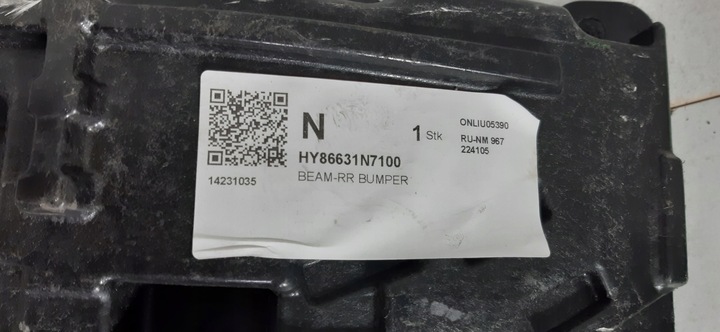 N
1 Stk
ONLIU05390
RU-NM 967
224105
HY86631N7100
BEAM-RR BUMPER
14231035